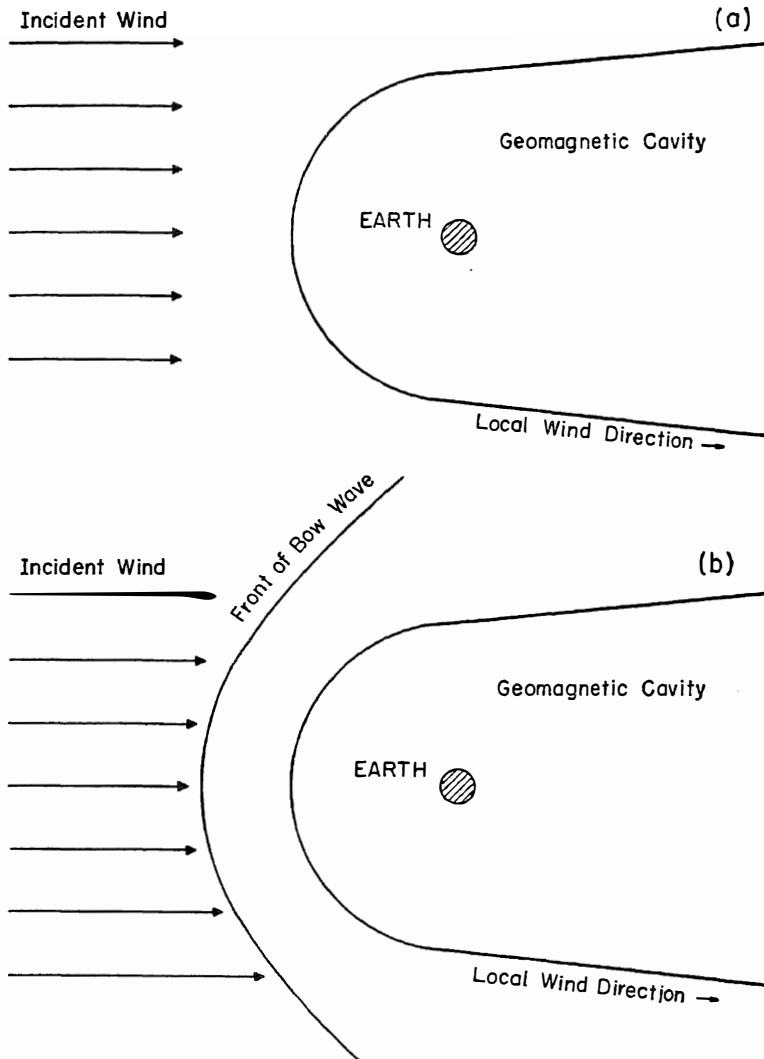 Incident Wind
(a)
Geomagnetic Cavity
EARTH
Local Wind Direction
Front of Bow Wave
Incident Wind
(b)
Geomagnetic Cavity
EARTH
Local Wind Direction